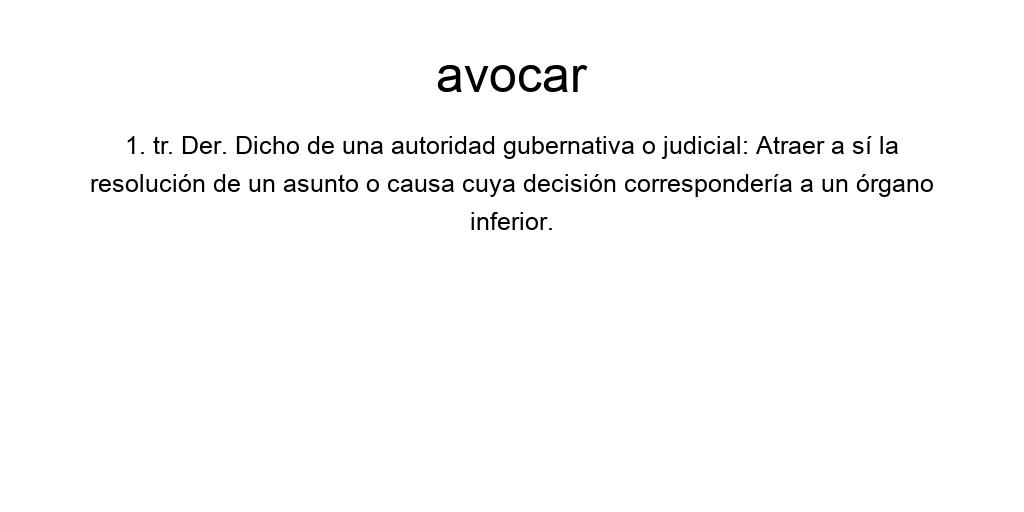 avocar
1. tr. Der. Dicho de una autoridad gubernativa o judicial: Atraer a sí la
resolución de un asunto o causa cuya decisión correspondería a un órgano
inferior.